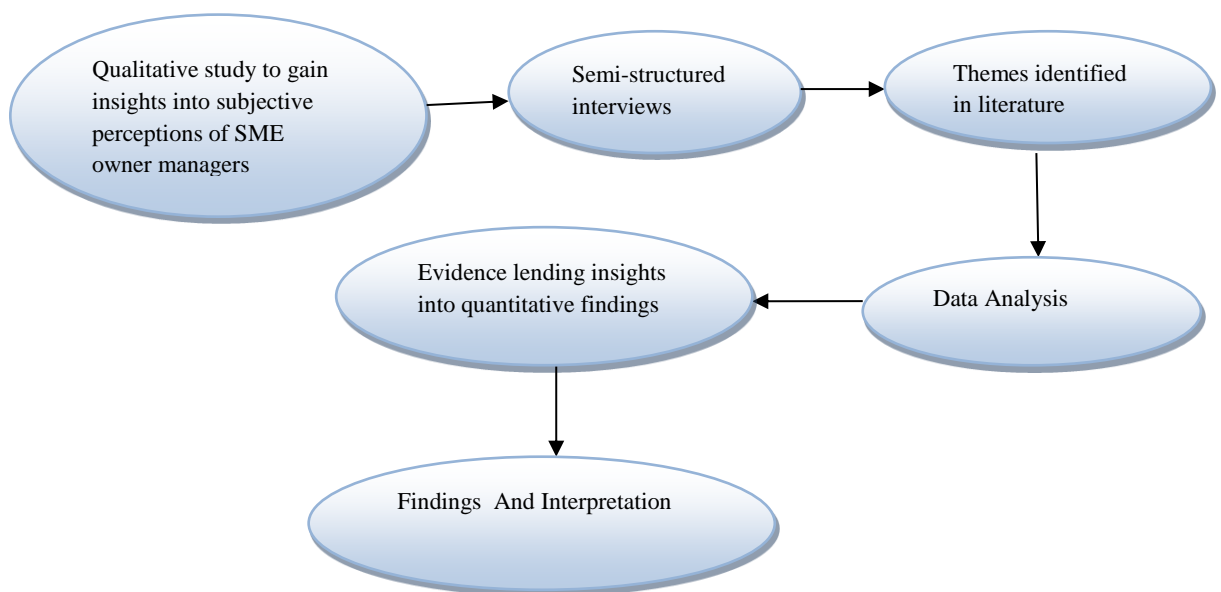 Qualitative study to gain
insights into subjective
perceptions of SME
owner managers
Semi-structured
interviews
Themes identified
in literature
Data Analysis
Evidence lending insights
into quantitative findings
Findings And Interpretation